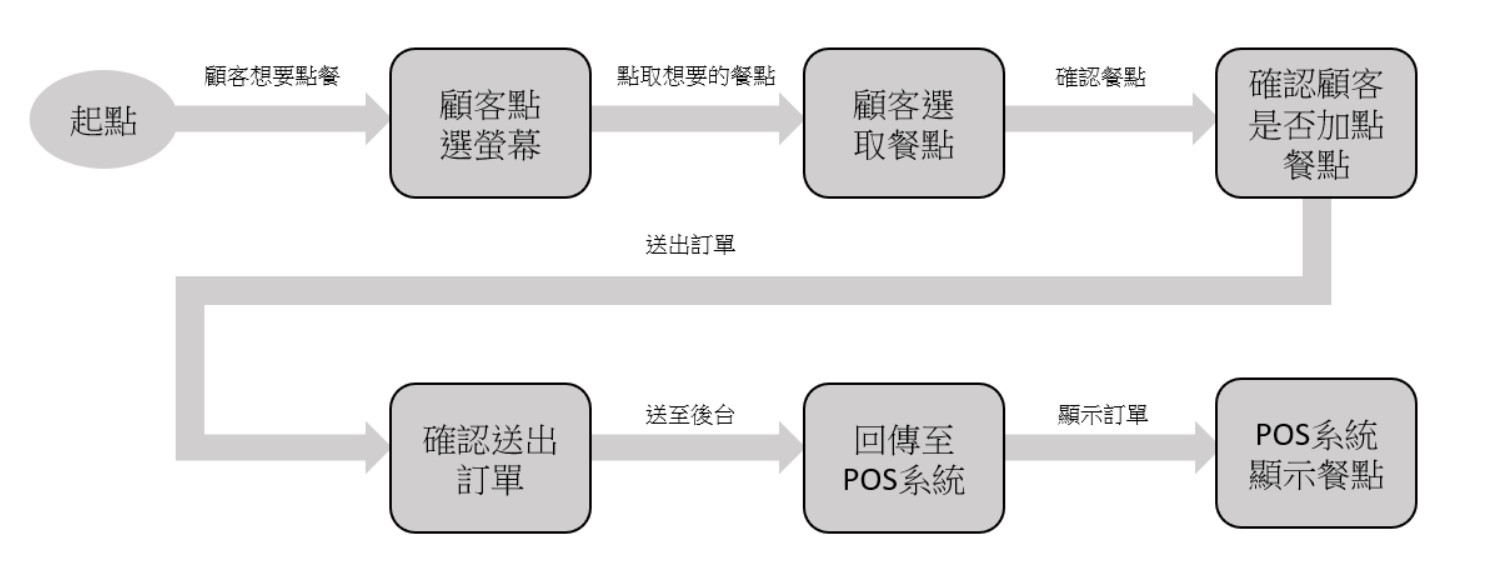 起點
顧客想要點餐
顧客點
選螢幕
點取想要的餐點
顧客選
取餐點
確認餐點
確認顧客
是否加點
餐點
送出訂單
確認送出
訂單
送至後台
回傳至
POS系統
顯示訂單
POS系統
顯示餐點